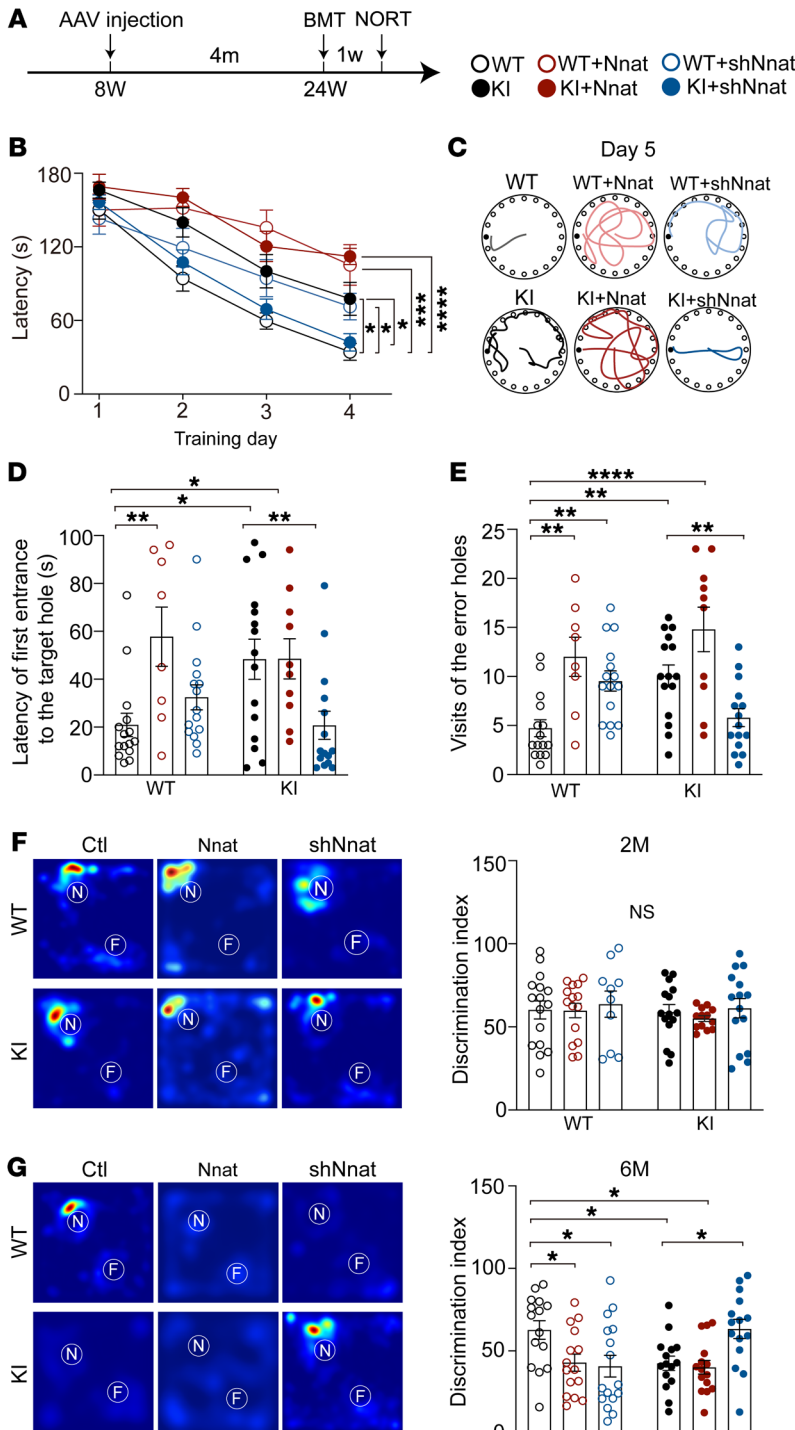 A
AAV injection
BMT NORT
4m
1w
8W
24W
WT WT+Nnat WT+shNnat
KI KI+Nnat KI+shNnat
B
180
120
60
0
Latency (s)
1 2 3 4
Training day
* * * *** ****
C
Day 5
WT WT+Nnat WT+shNnat
KI KI+Nnat KI+shNnat
D
*
*
** **
100
80
60
40
20
0
Latency of first entrance
to the target hole (s)
WT KI
E
****
**
**
** **
25
20
15
10
5
0
Visits of the error holes
WT KI
F
Ctl Nnat shNnat
WT
N N N
F F F
KI
N N N
F F F
2M
150
100
50
0
Discrimination index
NS
WT KI
G
Ctl Nnat shNnat
WT
N N N
F F F
KI
N N N
F F F
6M
150
100
50
Discrimination index
*
*
* *
*